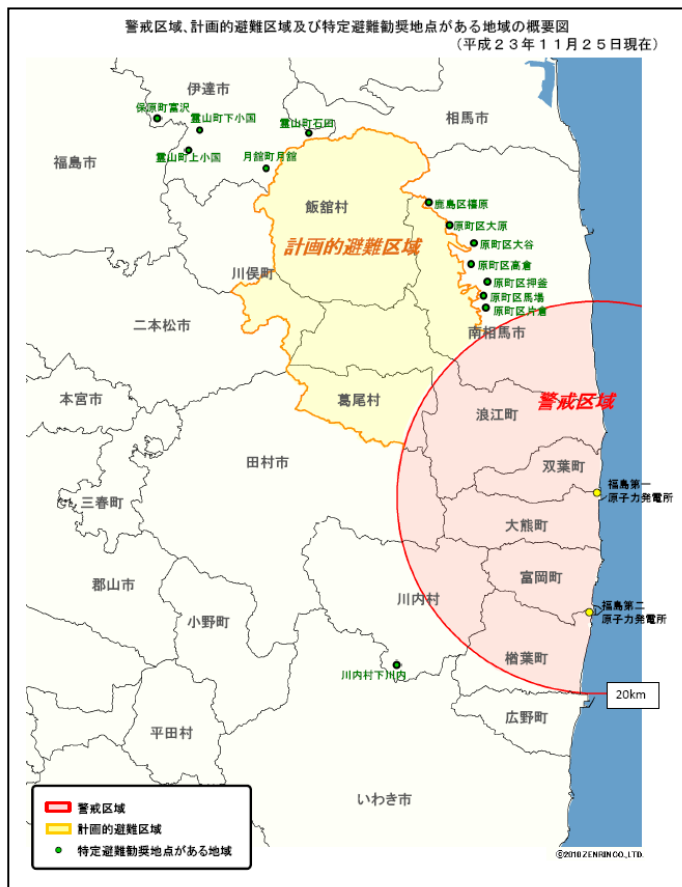 警戒区域、計画的避難区域及び特定避難勧奨地点がある地域の概要図
(平成23年11月25日現在)
伊達市
保原町富沢
霊山町下小国
霊山町石田
相馬市
福島市
霊山町上小国
月舘町月舘
飯舘村
鹿島区橲原
原町区大原
計画的避難区域
原町区大谷
川俣町
原町区高倉
原町区押釜
原町区馬場
原町区片倉
二本松市
南相馬市
本宮市
葛尾村
浪江町
警戒区域
田村市
双葉町
福島第一
原子力発電所
三春町
大熊町
富岡町
郡山市
小野町
川内村
福島第二
原子力発電所
楢葉町
川内村下川内
20km
広野町
平田村
いわき市
警戒区域
計画的避難区域
特定避難勧奨地点がある地域
©2010 ZENRIN CO., LTD.